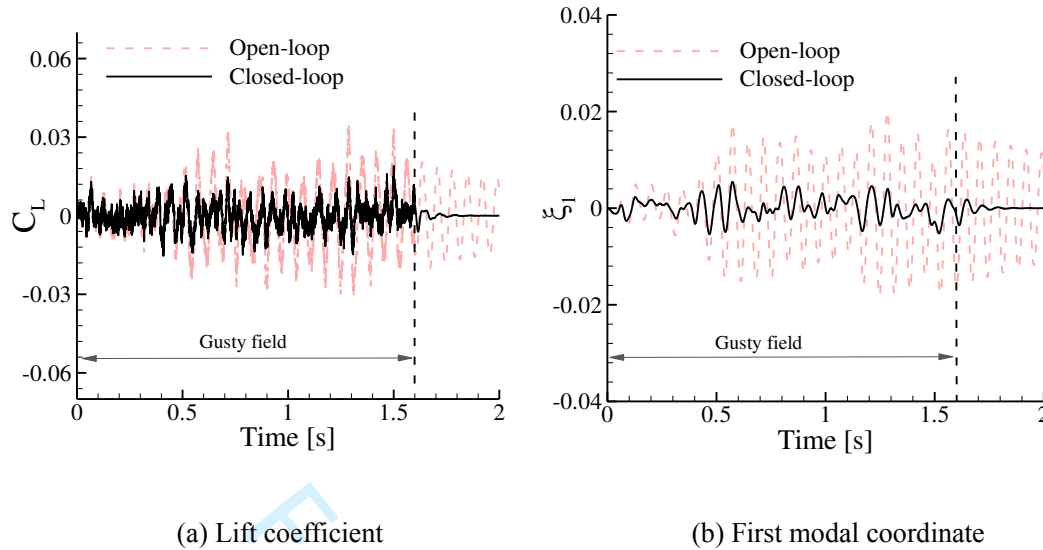 0.06
0.03
0
-0.03
-0.06
C_L
Open-loop
Closed-loop
Gusty field
0
0.5
1
1.5
2
Time [s]
(a) Lift coefficient
0.04
0.02
0
-0.02
-0.04
ξ1
Open-loop
Closed-loop
Gusty field
0
0.5
1
1.5
2
Time [s]
(b) First modal coordinate